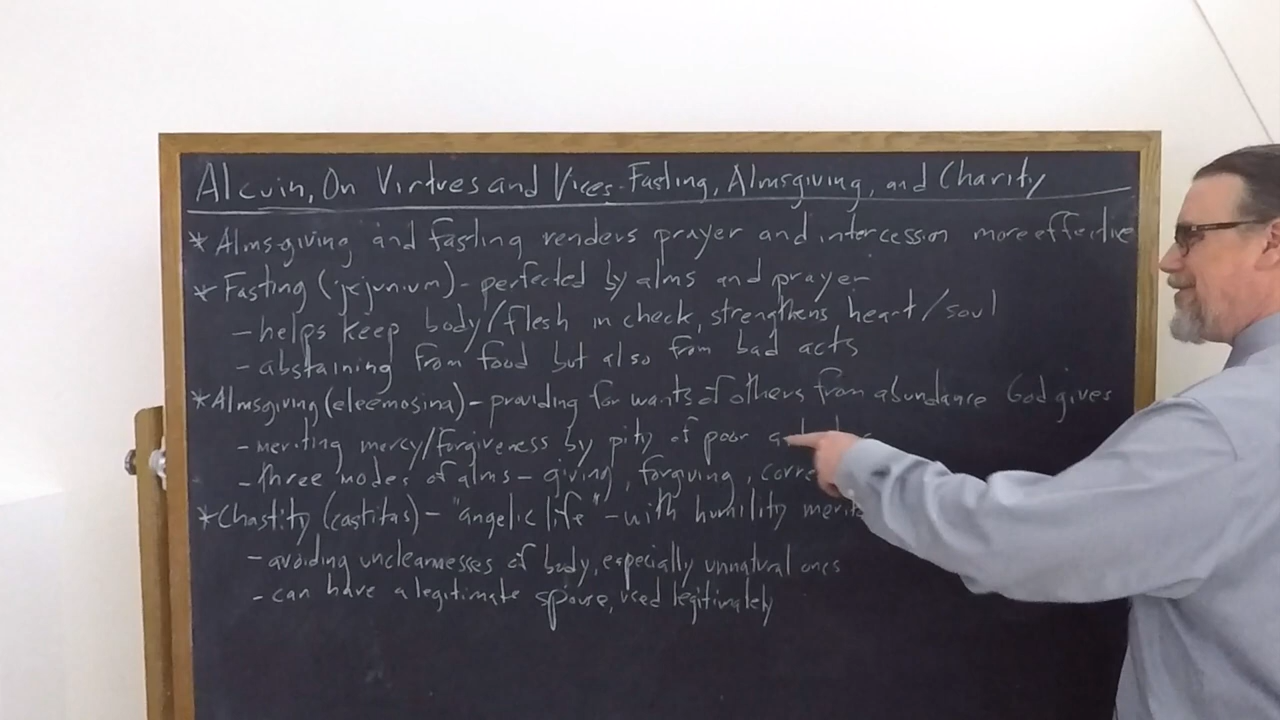 Alcuin, On Virtues and Vices - Fasting, Almsgiving, and Charity
* Almsgiving and fasting renders prayer and intercession more effective
* Fasting (jejunium) - perfected by alms and prayer
- helps keep body/flesh in check, strengthens heart/soul
- abstaining from food but also from bad acts
* Almsgiving (eleemosina) - providing for wants of others from abundance God gives
- meriting mercy/forgiveness by pity of poor
- three modes of alms - giving, forgiving,
* Chastity (castitas) - "angelic life" - with humility
- avoiding uncleannesses of body, especially unnatural ones
- can have a legitimate spouse, used legitimately